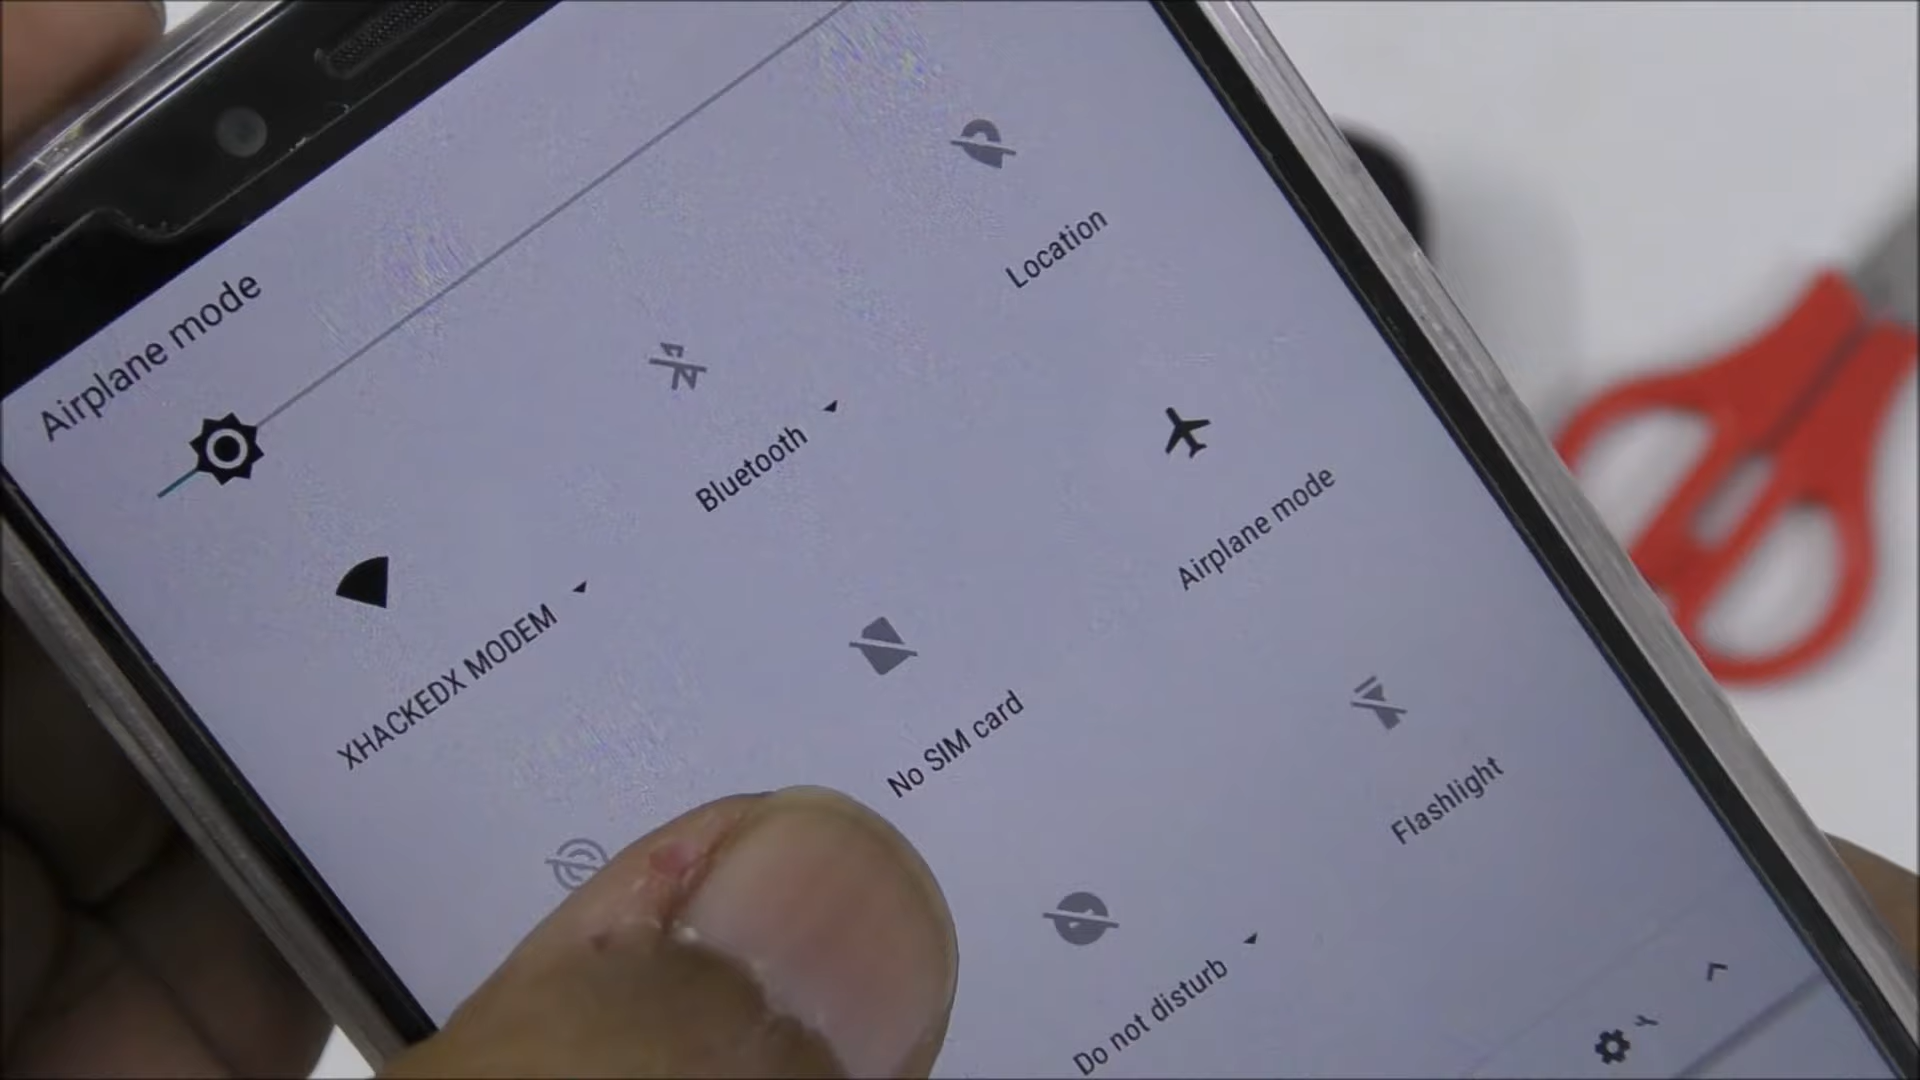 Airplane mode
XHACKEDX MODEM
Bluetooth
Location
No SIM card
Airplane mode
Do not disturb
Flashlight